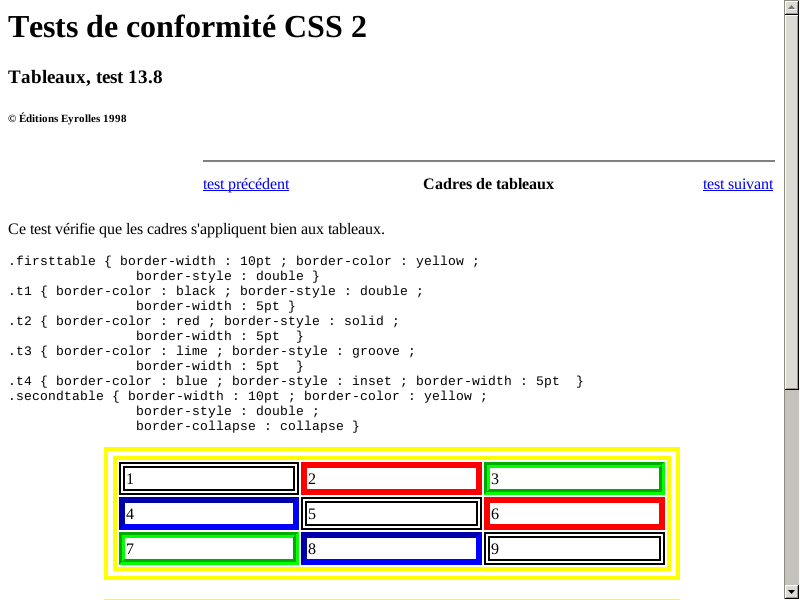 Tests de conformité CSS 2
Tableaux, test 13.8
© Éditions Eyrolles 1998
test précédent Cadres de tableaux test suivant
Ce test vérifie que les cadres s'appliquent bien aux tableaux.
.firsttable { border-width : 10pt ; border-color : yellow ;
border-style : double }
.t1 { border-color : black ; border-style : double ;
border-width : 5pt }
.t2 { border-color : red ; border-style : solid ;
border-width : 5pt  }
.t3 { border-color : lime ; border-style : groove ;
border-width : 5pt  }
.t4 { border-color : blue ; border-style : inset ; border-width : 5pt  }
.secondtable { border-width : 10pt ; border-color : yellow ;
border-style : double ;
border-collapse : collapse }
1 2 3
4 5 6
7 8 9